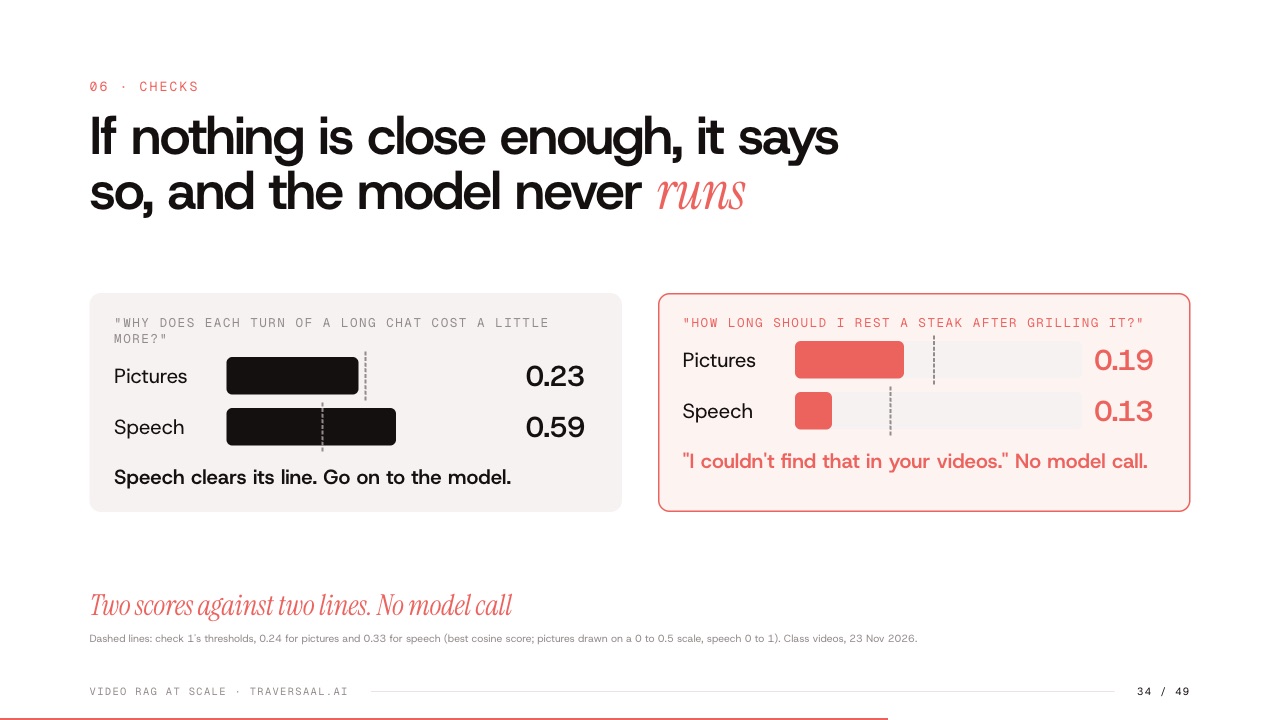 06 · CHECKS
If nothing is close enough, it says
so, and the model never runs
"WHY DOES EACH TURN OF A LONG CHAT COST A LITTLE
MORE?"
Pictures 0.23
Speech 0.59
Speech clears its line. Go on to the model.
"HOW LONG SHOULD I REST A STEAK AFTER GRILLING IT?"
Pictures 0.19
Speech 0.13
"I couldn't find that in your videos." No model call.
Two scores against two lines. No model call
Dashed lines: check 1's thresholds, 0.24 for pictures and 0.33 for speech (best cosine score; pictures drawn on a 0 to 0.5 scale, speech 0 to 1). Class videos, 23 Nov 2026.
VIDEO RAG AT SCALE · TRAVERSAAL.AI
34 / 49